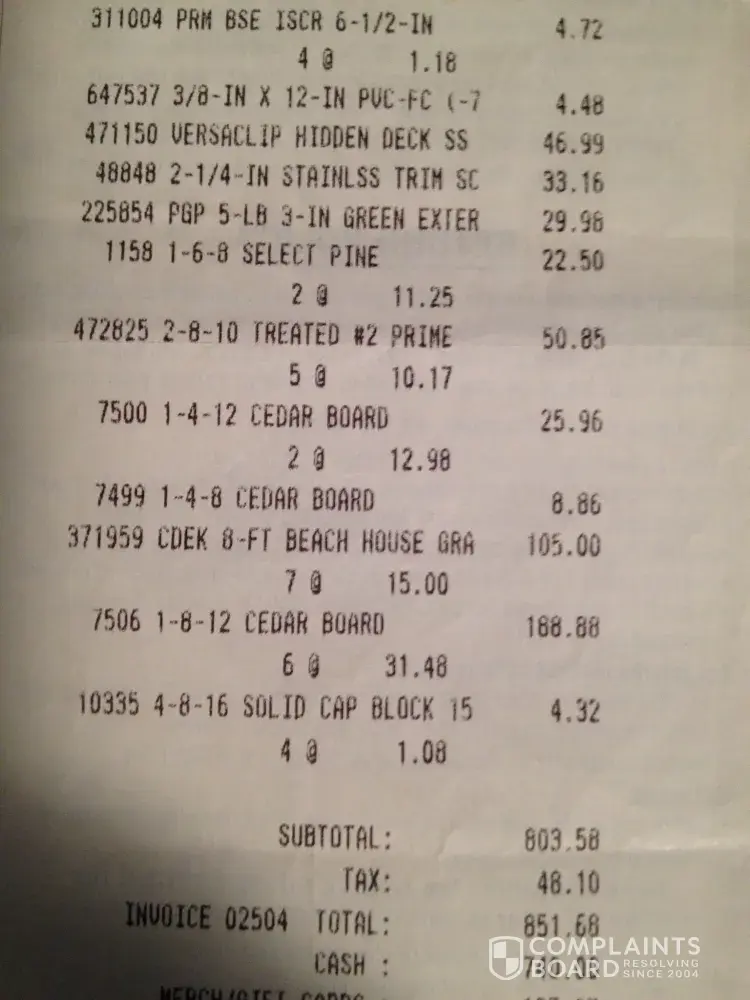 311004 PRM BSE ISCR 6-1/2-IN 4.72
4 @ 1.18
647537 3/8-IN X 12-IN PVC-FC (-7 4.48
471150 VERSACLIP HIDDEN DECK SS 46.99
48848 2-1/4-IN STAINLSS TRIM SC 33.16
225854 PGP 5-LB 3-IN GREEN EXTER 29.98
1158 1-6-8 SELECT PINE 22.50
2 @ 11.25
472825 2-8-10 TREATED #2 PRIME 50.85
5 @ 10.17
7500 1-4-12 CEDAR BOARD 25.96
2 @ 12.98
7499 1-4-8 CEDAR BOARD 8.86
371959 CDEK 8-FT BEACH HOUSE GRA 105.00
7 @ 15.00
7506 1-8-12 CEDAR BOARD 188.88
6 @ 31.48
10335 4-8-16 SOLID CAP BLOCK 15 4.32
4 @ 1.08
SUBTOTAL: 803.58
TAX: 48.10
INVOICE 02504 TOTAL: 851.68
CASH :
COMPLAINTS
BOARD RESOLVING SINCE 2004